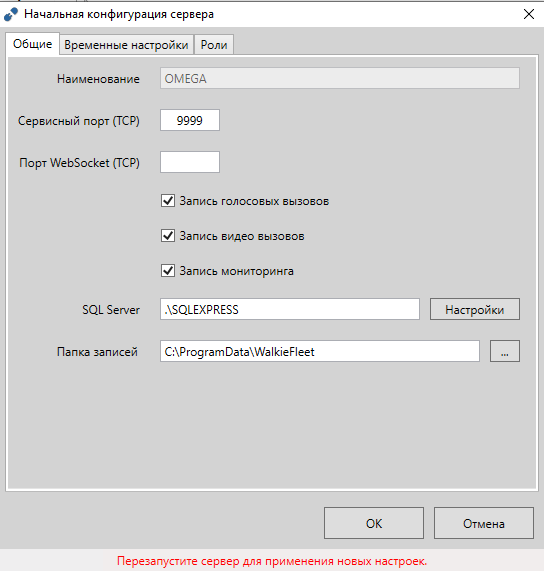 Начальная конфигурация сервера
Общие Временные настройки Роли
Наименование OMEGA
Сервисный порт (TCP) 9999
Порт WebSocket (TCP)
Запись голосовых вызовов
Запись видео вызовов
Запись мониторинга
SQL Server .\SQLEXPRESS Настройки
Папка записей C:\ProgramData\WalkieFleet ...
OK Отмена
Перезапустите сервер для применения новых настроек.